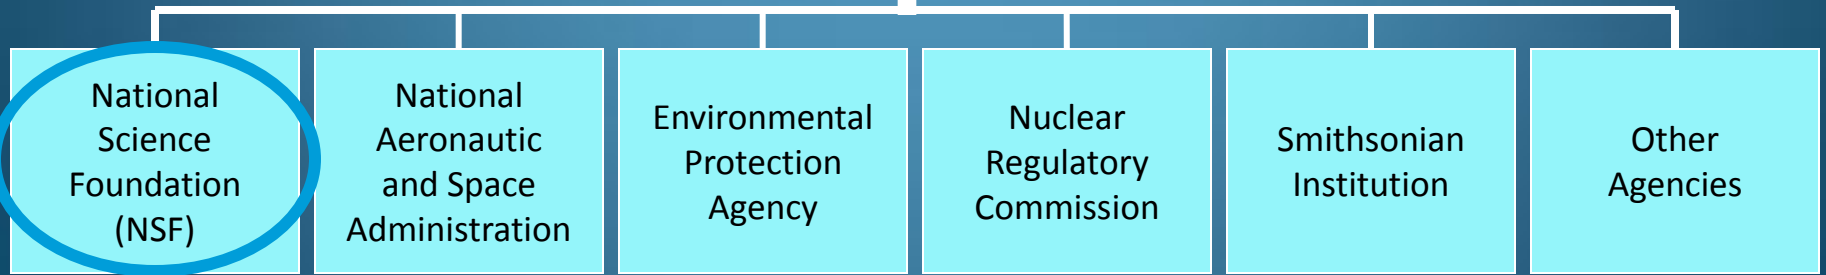 National
Science
Foundation
(NSF)
National
Aeronautic
and Space
Administration
Environmental
Protection
Agency
Nuclear
Regulatory
Commission
Smithsonian
Institution
Other
Agencies